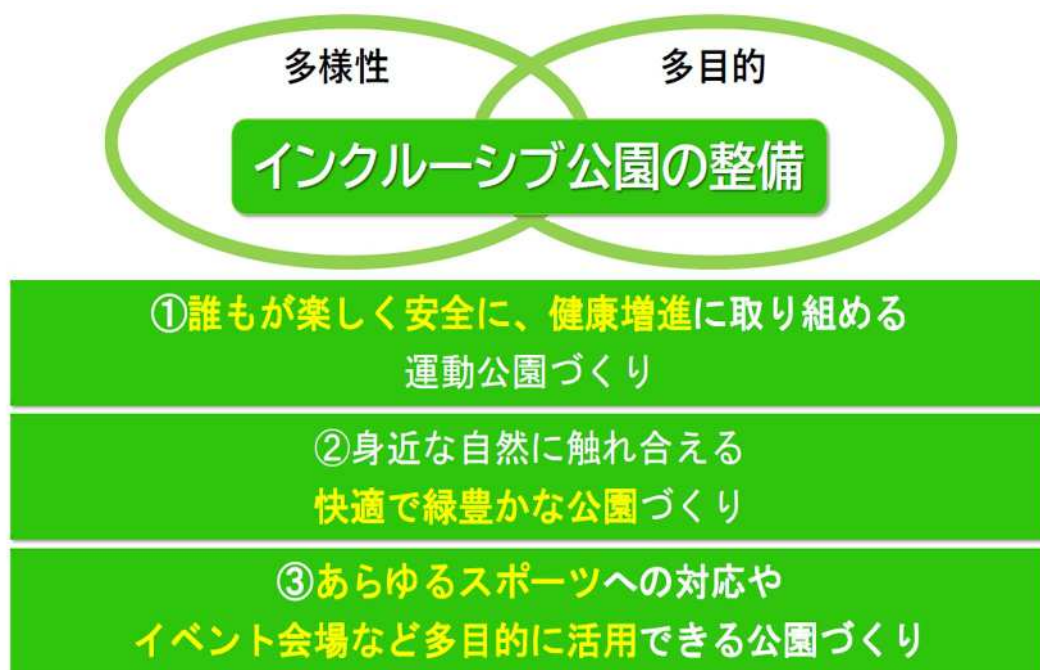 多様性
多目的
インクルーシブ公園の整備
①誰もが楽しく安全に、健康増進に取り組める
運動公園づくり
②身近な自然に触れ合える
快適で緑豊かな公園づくり
③あらゆるスポーツへの対応や
イベント会場など多目的に活用できる公園づくり